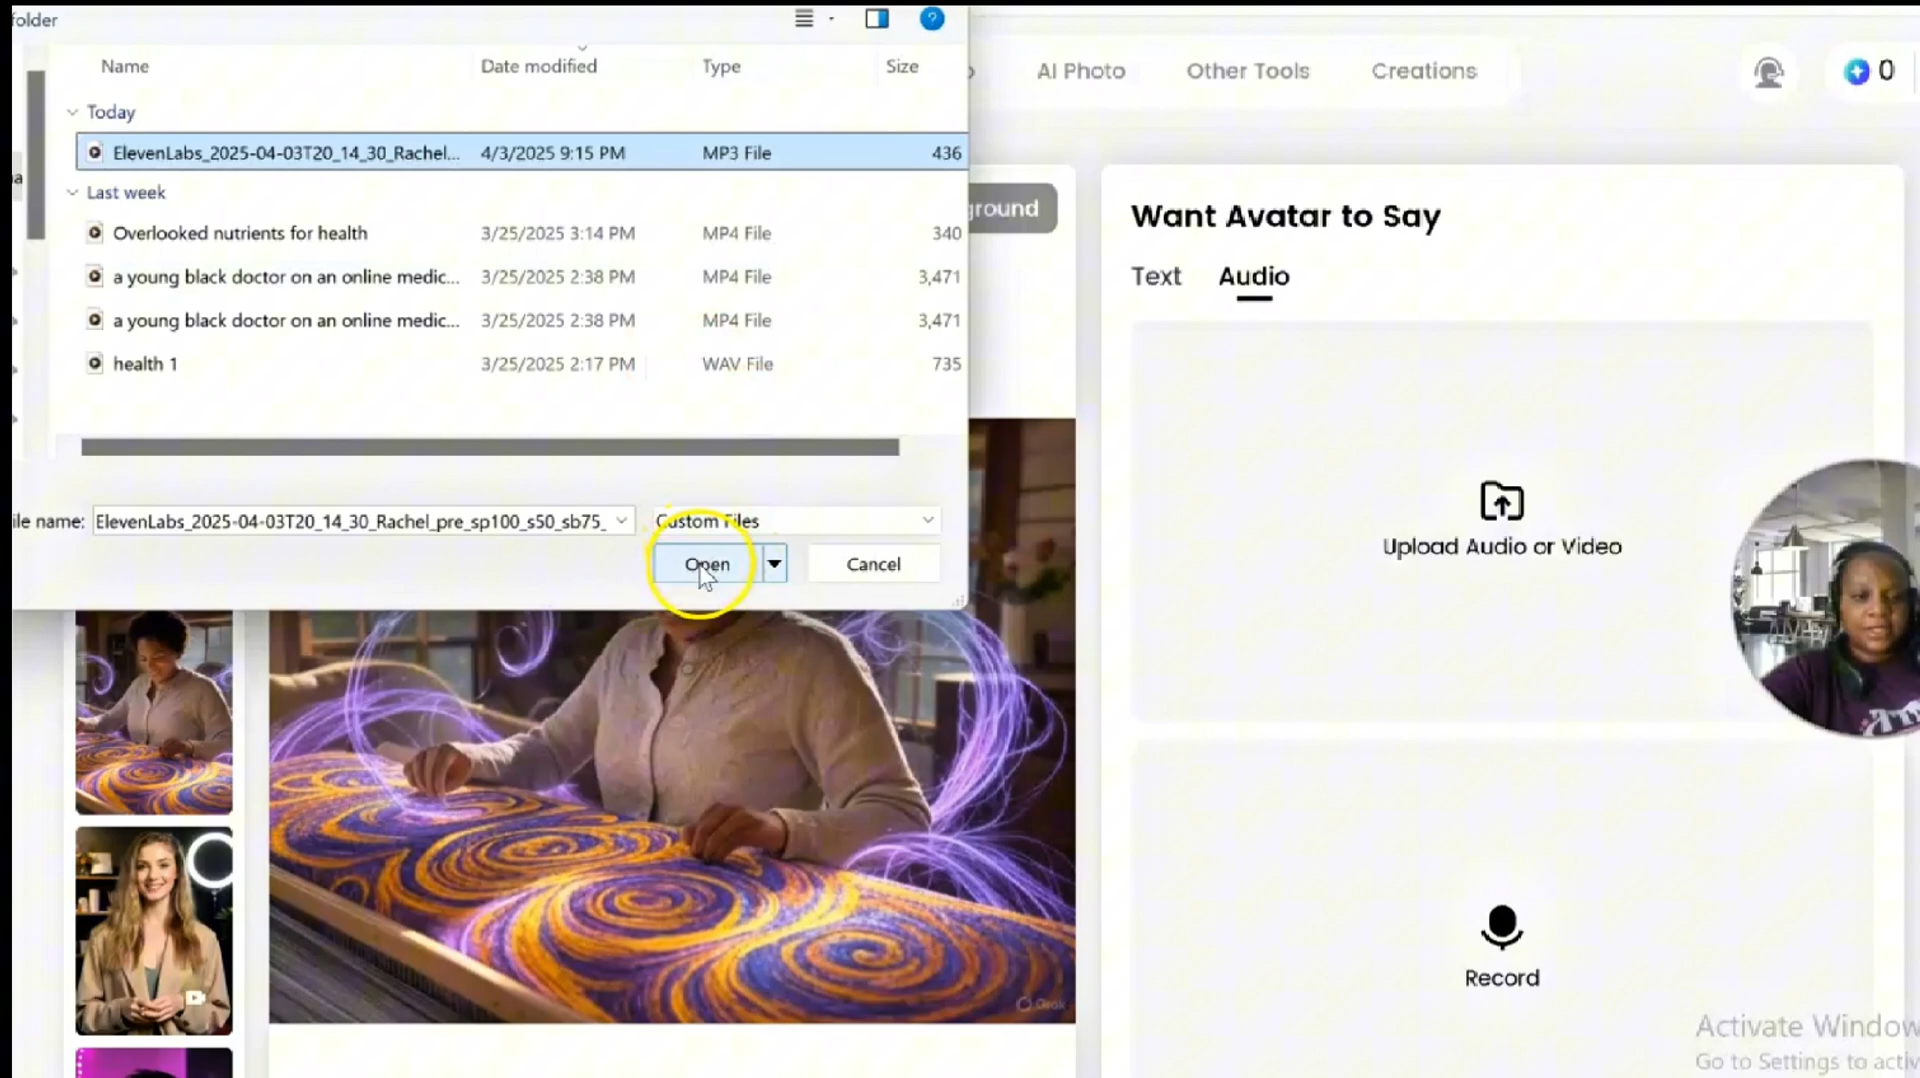 folder
Name Date modified Type Size
Today
ElevenLabs_2025-04-03T20_14_30_Rachel... 4/3/2025 9:15 PM MP3 File 436
Last week
Overlooked nutrients for health 3/25/2025 3:14 PM MP4 File 340
a young black doctor on an online medic... 3/25/2025 2:38 PM MP4 File 3,471
a young black doctor on an online medic... 3/25/2025 2:38 PM MP4 File 3,471
health 1 3/25/2025 2:17 PM WAV File 735
ile name: ElevenLabs_2025-04-03T20_14_30_Rachel_pre_sp100_s50_sb75_ Custom Files
Open Cancel
AI Photo Other Tools Creations 0
ground
Want Avatar to Say
Text Audio
Upload Audio or Video
Record
Activate Window
Go to Settings to activ